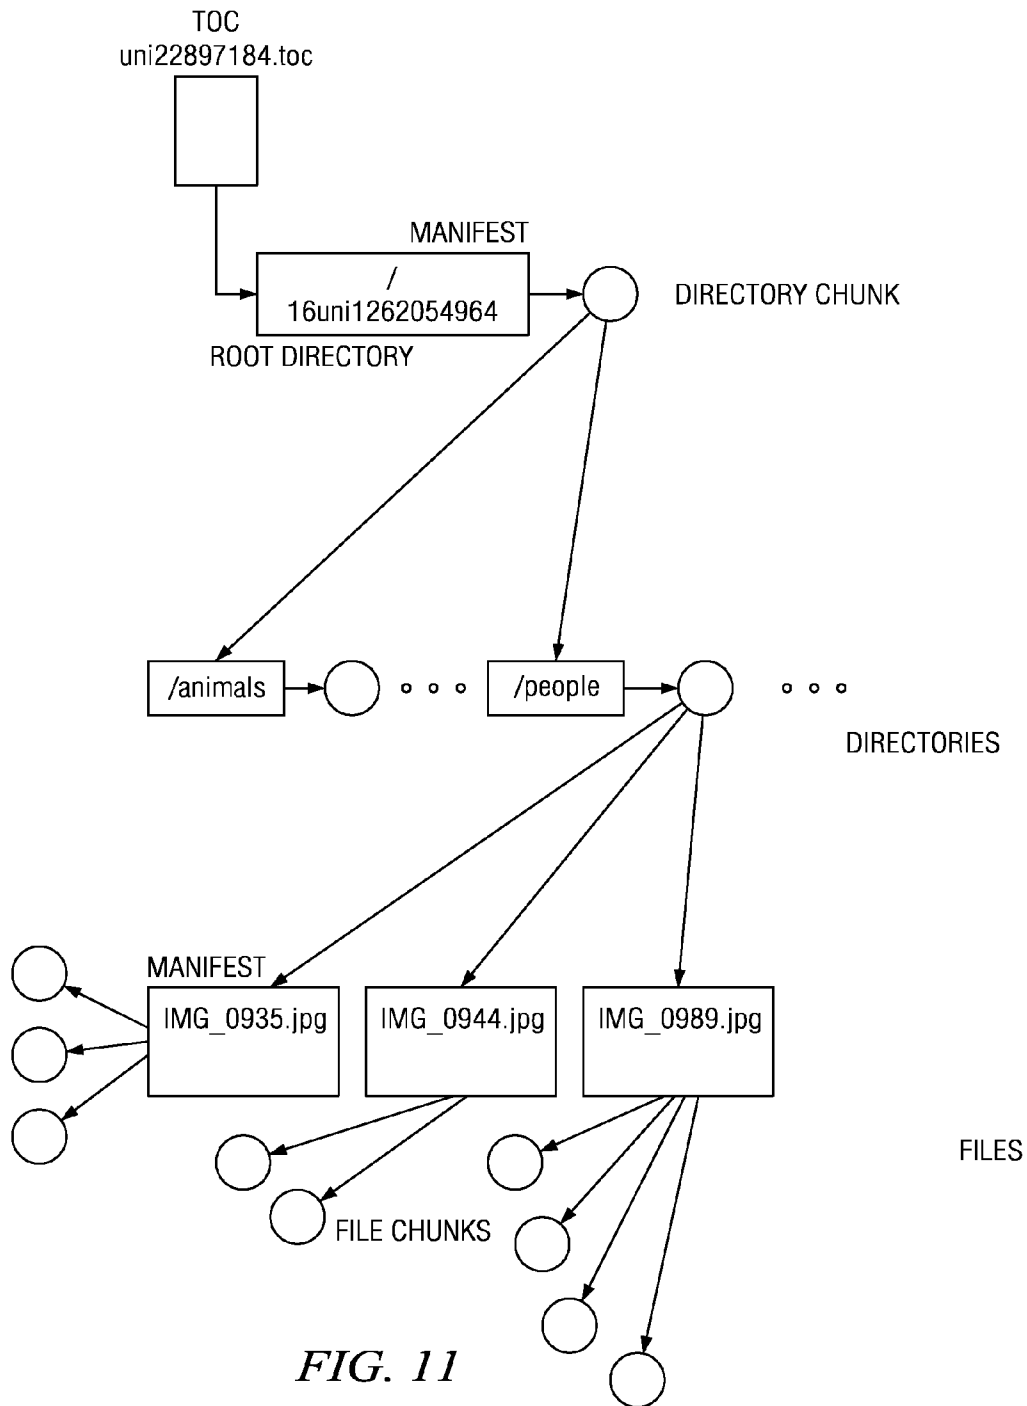 TOC
uni22897184.toc
MANIFEST
/
16uni1262054964
ROOT DIRECTORY
DIRECTORY CHUNK
/animals
/people
DIRECTORIES
MANIFEST
IMG_0935.jpg
IMG_0944.jpg
IMG_0989.jpg
FILES
FILE CHUNKS
FIG. 11